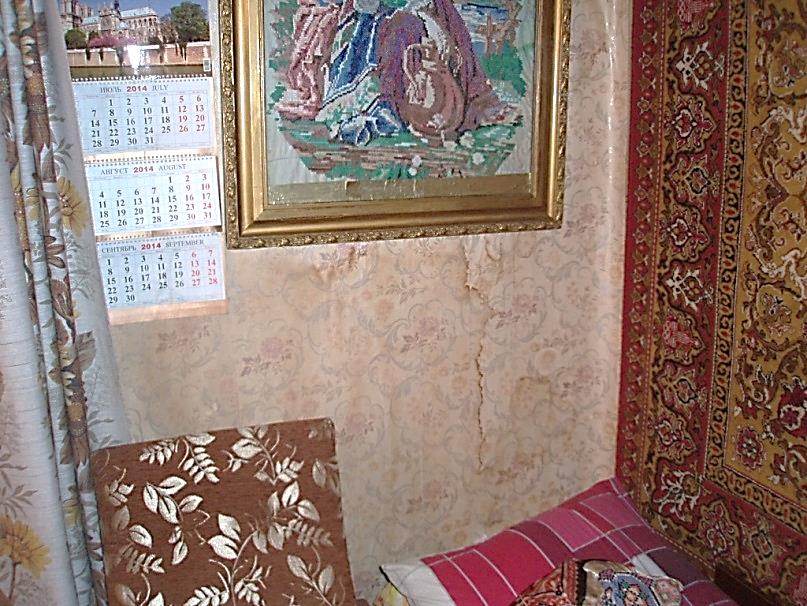 ИЮЛЬ 2014 JULY
1 2 3 4 5 6
7 8 9 10 11 12 13
14 15 16 17 18 19 20
21 22 23 24 25 26 27
28 29 30 31
АВГУСТ 2014 AUGUST
1 2 3
4 5 6 7 8 9 10
11 12 13 14 15 16 17
18 19 20 21 22 23 24
25 26 27 28 29 30 31
СЕНТЯБРЬ 2014 SEPTEMBER
1 2 3 4 5 6 7
8 9 10 11 12 13 14
15 16 17 18 19 20 21
22 23 24 25 26 27 28
29 30